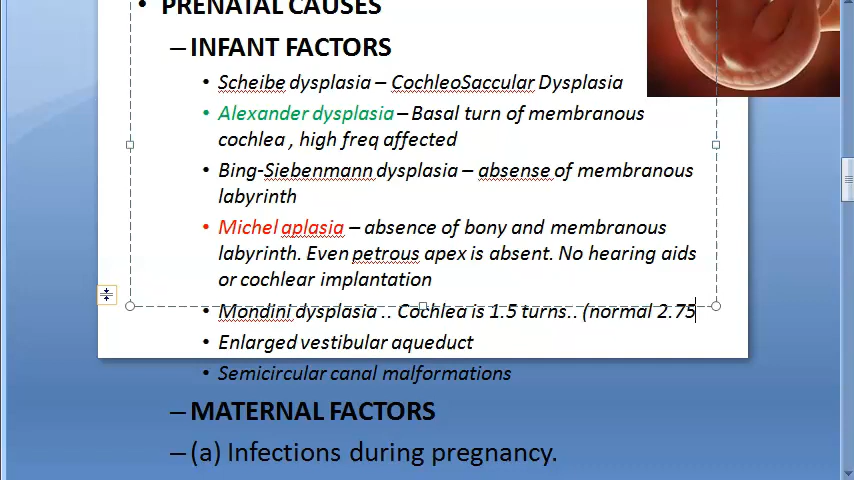 • PRENATAL CAUSES
– INFANT FACTORS
• Scheibe dysplasia – CochleoSaccular Dysplasia
• Alexander dysplasia – Basal turn of membranous
cochlea , high freq affected
• Bing-Siebenmann dysplasia – absense of membranous
labyrinth
• Michel aplasia – absence of bony and membranous
labyrinth. Even petrous apex is absent. No hearing aids
or cochlear implantation
• Mondini dysplasia .. Cochlea is 1.5 turns.. (normal 2.75
• Enlarged vestibular aqueduct
• Semicircular canal malformations
– MATERNAL FACTORS
– (a) Infections during pregnancy.